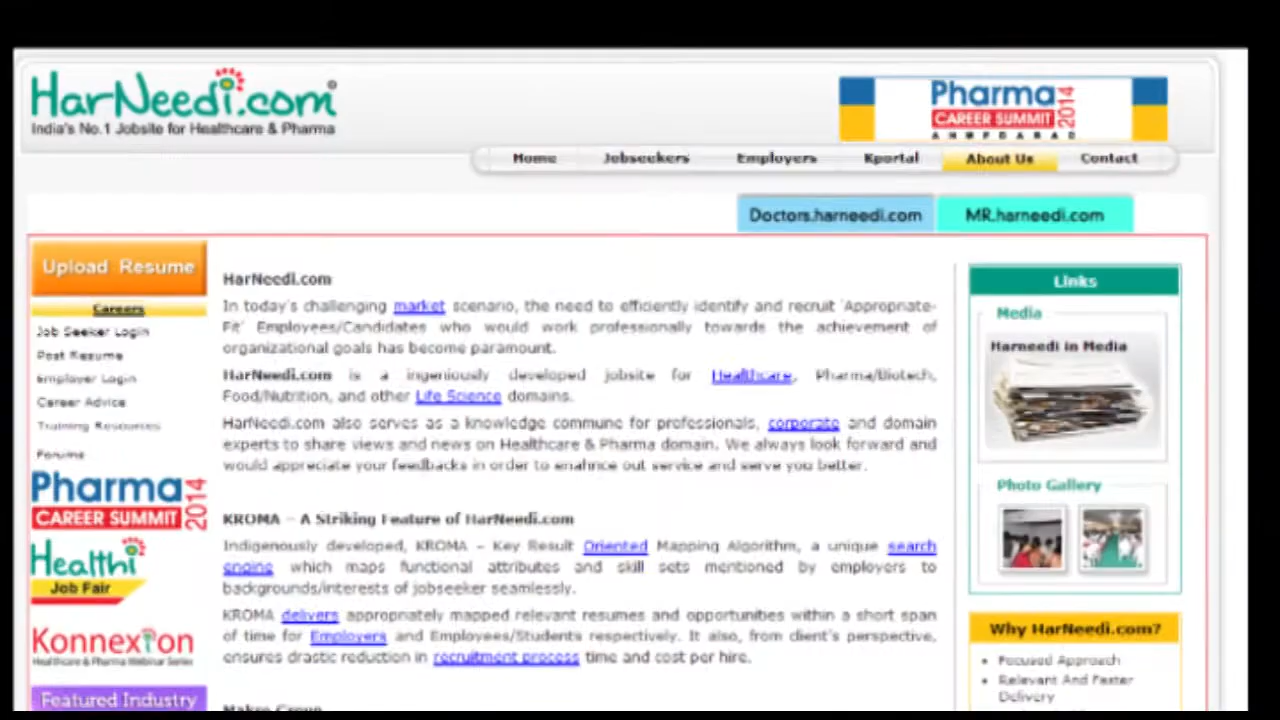 HarNeedi.com
India's No.1 Jobsite for Healthcare & Pharma
Pharma
CAREER SUMMIT 2014
AHMEDABAD
Home Jobseekers Employers Kportal About Us Contact
Doctors.harneedi.com MR.harneedi.com
Upload Resume
Careers
Job Seeker Login
Post Resume
Employer Login
Career Advice
Training Resources
Forums
Pharma
CAREER SUMMIT 2014
Healthi
Job Fair
Konnexion
Healthcare & Pharma Webinar Series
Featured Industry
HarNeedi.com
In today's challenging market scenario, the need to efficiently identify and recruit 'Appropriate-
Fit' Employees/Candidates who would work professionally towards the achievement of
organizational goals has become paramount.
HarNeedi.com is a ingeniously developed jobsite for Healthcare, Pharma/Biotech,
Food/Nutrition, and other Life Science domains.
HarNeedi.com also serves as a knowledge commune for professionals, corporate and domain
experts to share views and news on Healthcare & Pharma domain. We always look forward and
would appreciate your feedbacks in order to enahnce out service and serve you better.
KROMA – A Striking Feature of HarNeedi.com
Indigenously developed, KROMA – Key Result Oriented Mapping Algorithm, a unique search
engine which maps functional attributes and skill sets mentioned by employers to
backgrounds/interests of jobseeker seamlessly.
KROMA delivers appropriately mapped relevant resumes and opportunities within a short span
of time for Employers and Employees/Students respectively. It also, from client's perspective,
ensures drastic reduction in recruitment process time and cost per hire.
Makro Group
Links
Media
Harneedi in Media
Photo Gallery
Why HarNeedi.com?
Focused Approach
Relevant And Faster
Delivery